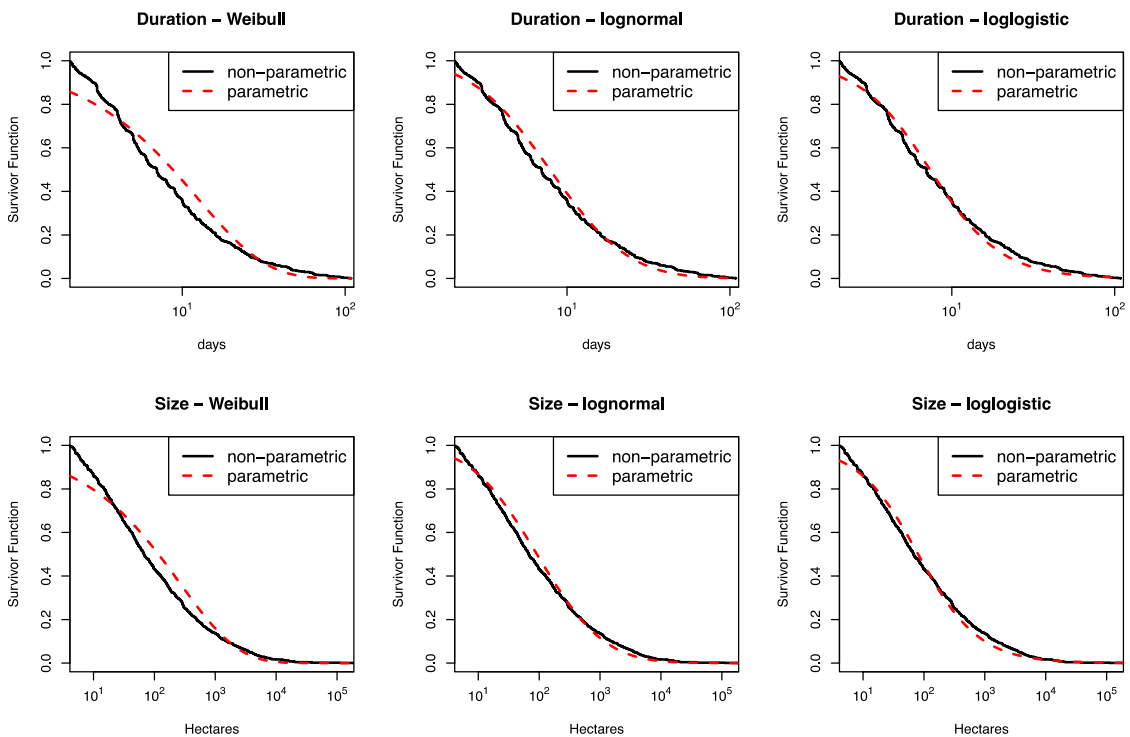 Duration – Weibull
Survivor Function
0.0 0.2 0.4 0.6 0.8 1.0
non−parametric
parametric
10^1 10^2
days
Duration – lognormal
Survivor Function
0.0 0.2 0.4 0.6 0.8 1.0
non−parametric
parametric
10^1 10^2
days
Duration – loglogistic
Survivor Function
0.0 0.2 0.4 0.6 0.8 1.0
non−parametric
parametric
10^1 10^2
days
Size – Weibull
Survivor Function
0.0 0.2 0.4 0.6 0.8 1.0
non−parametric
parametric
10^1 10^2 10^3 10^4 10^5
Hectares
Size – lognormal
Survivor Function
0.0 0.2 0.4 0.6 0.8 1.0
non−parametric
parametric
10^1 10^2 10^3 10^4 10^5
Hectares
Size – loglogistic
Survivor Function
0.0 0.2 0.4 0.6 0.8 1.0
non−parametric
parametric
10^1 10^2 10^3 10^4 10^5
Hectares